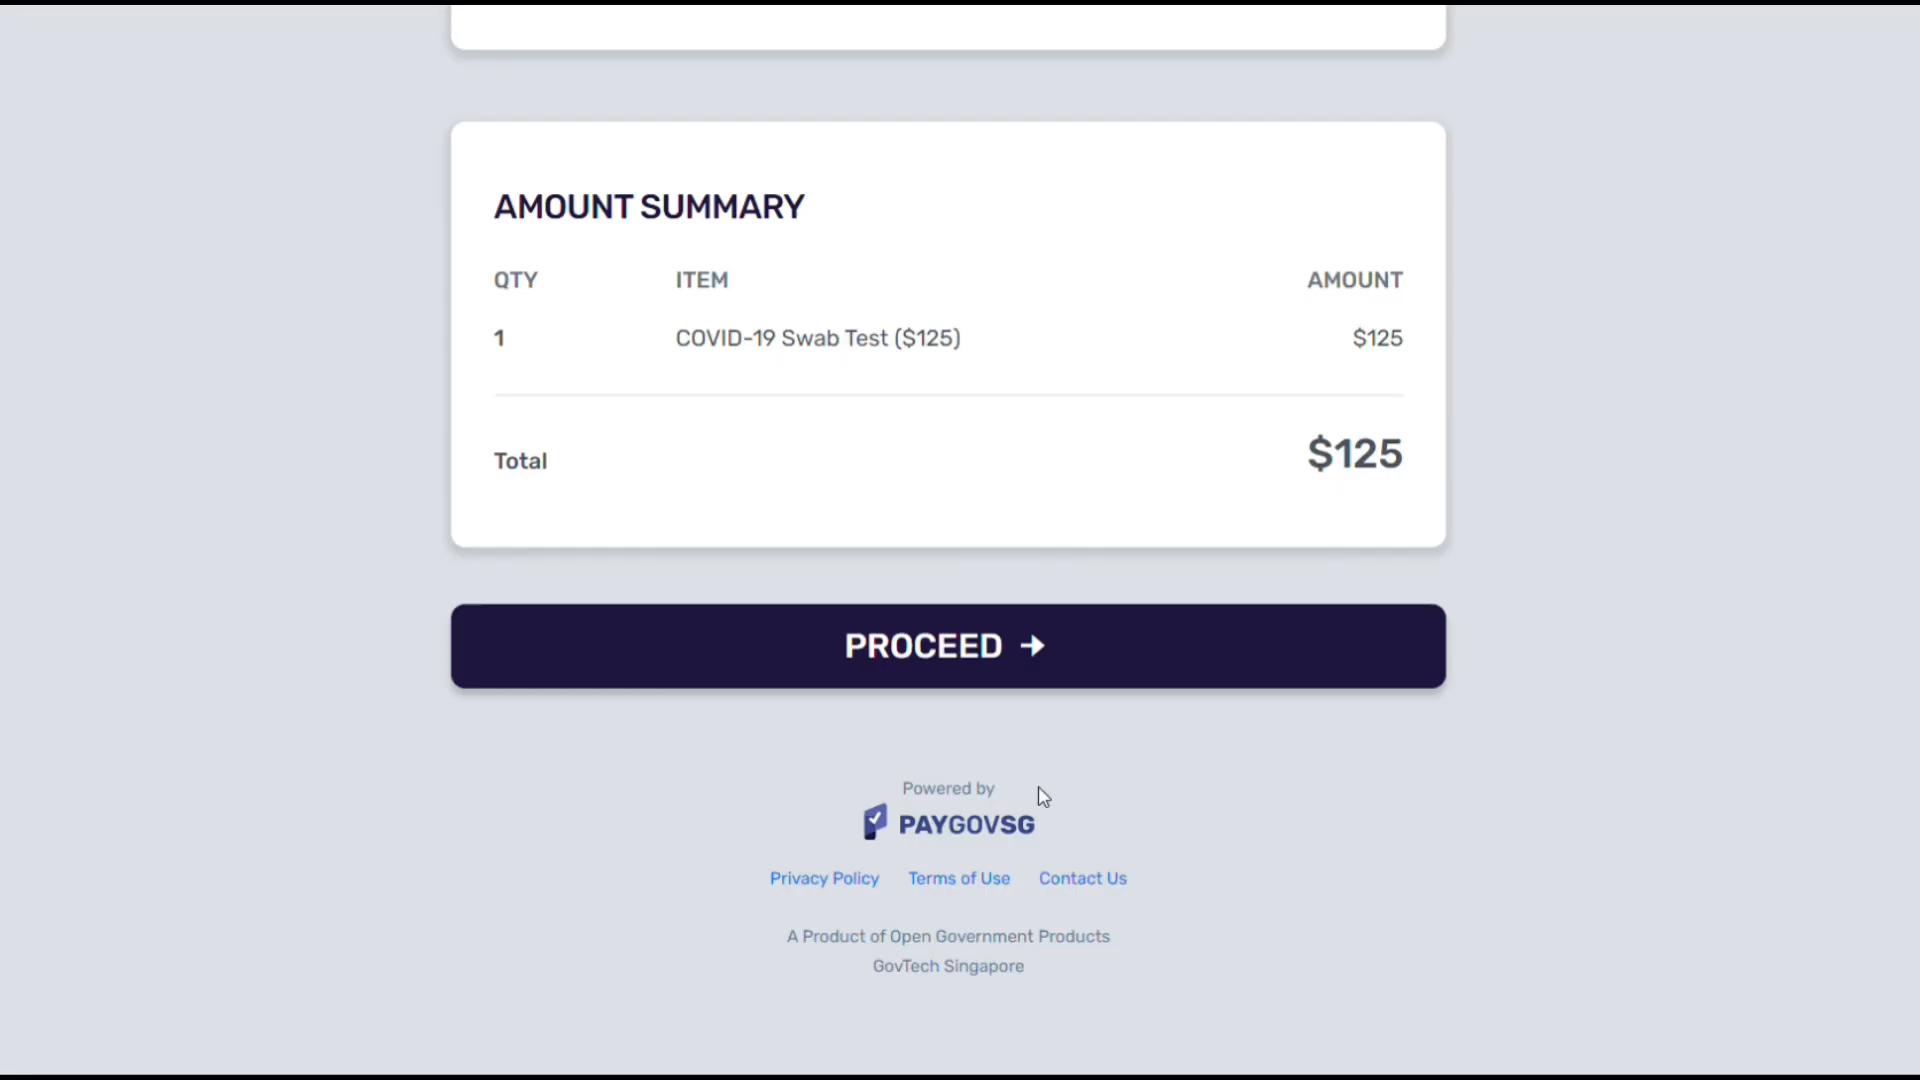 AMOUNT SUMMARY
QTY ITEM AMOUNT
1 COVID-19 Swab Test ($125) $125
Total $125
PROCEED →
Powered by
PAYGOVSG
Privacy Policy Terms of Use Contact Us
A Product of Open Government Products
GovTech Singapore